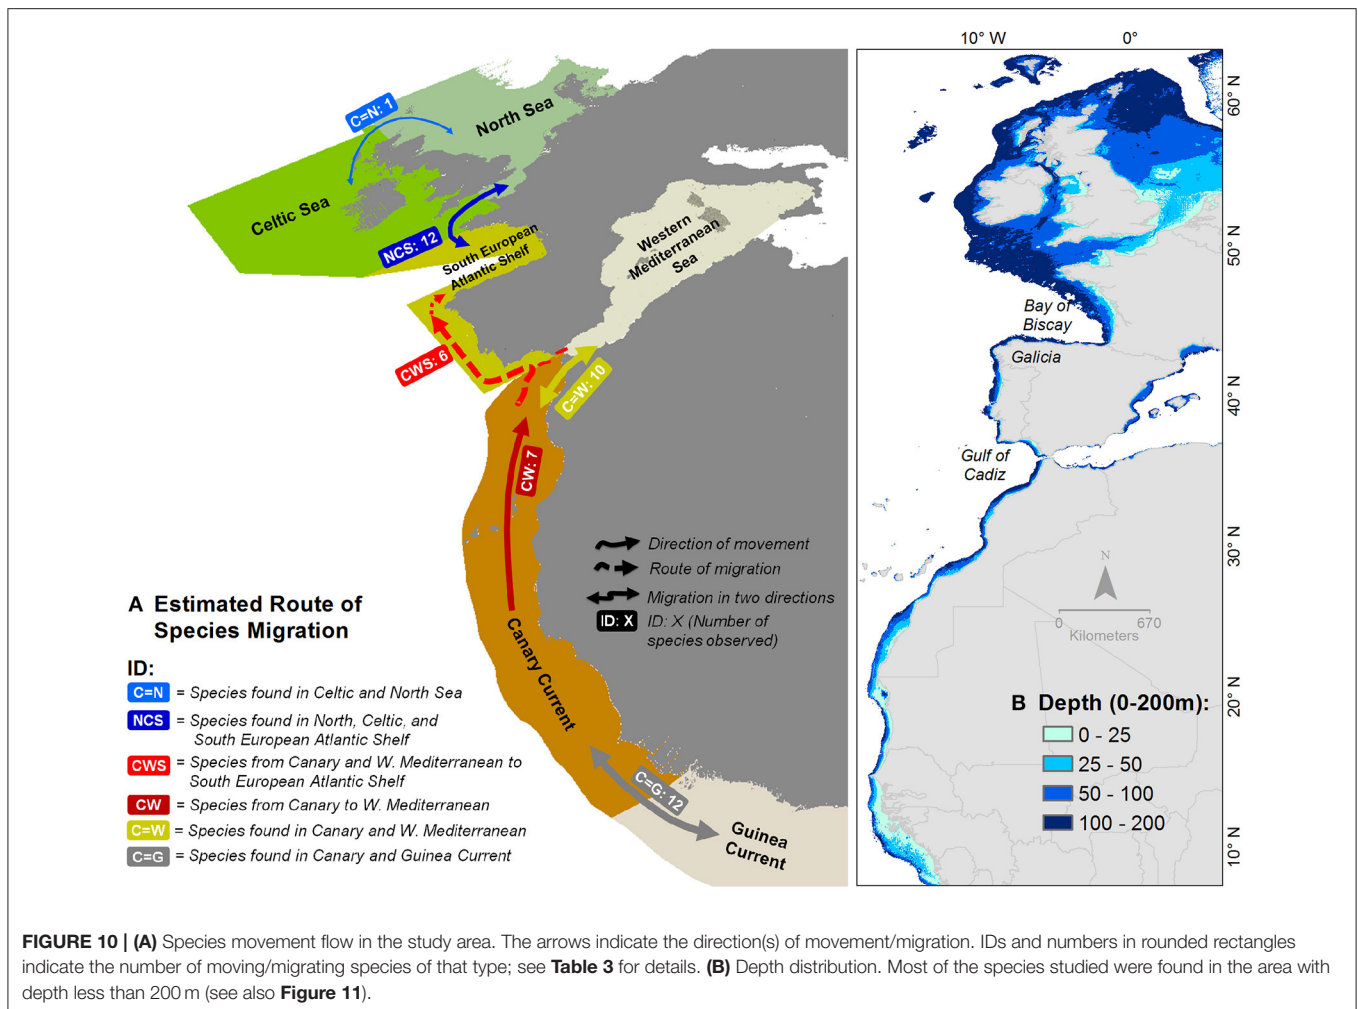 C=N: 1
North Sea
Celtic Sea
NCS: 12
South European
Atlantic Shelf
Western
Mediterranean
Sea
CWS: 6
C=W: 10
CW: 7
Direction of movement
Route of migration
Migration in two directions
ID: X
ID: X (Number of
species observed)
Canary Current
C=G: 12
Guinea
Current
A Estimated Route of
Species Migration
ID:
C=N = Species found in Celtic and North Sea
NCS = Species found in North, Celtic, and
South European Atlantic Shelf
CWS = Species from Canary and W. Mediterranean to
South European Atlantic Shelf
CW = Species from Canary to W. Mediterranean
C=W = Species found in Canary and W. Mediterranean
C=G = Species found in Canary and Guinea Current
10° W
0°
60° N
50° N
40° N
30° N
20° N
10° N
Bay of
Biscay
Galicia
Gulf of
Cadiz
N
0 670
Kilometers
B Depth (0-200m):
0 - 25
25 - 50
50 - 100
100 - 200
FIGURE 10 | (A) Species movement flow in the study area. The arrows indicate the direction(s) of movement/migration. IDs and numbers in rounded rectangles
indicate the number of moving/migrating species of that type; see Table 3 for details. (B) Depth distribution. Most of the species studied were found in the area with
depth less than 200 m (see also Figure 11).